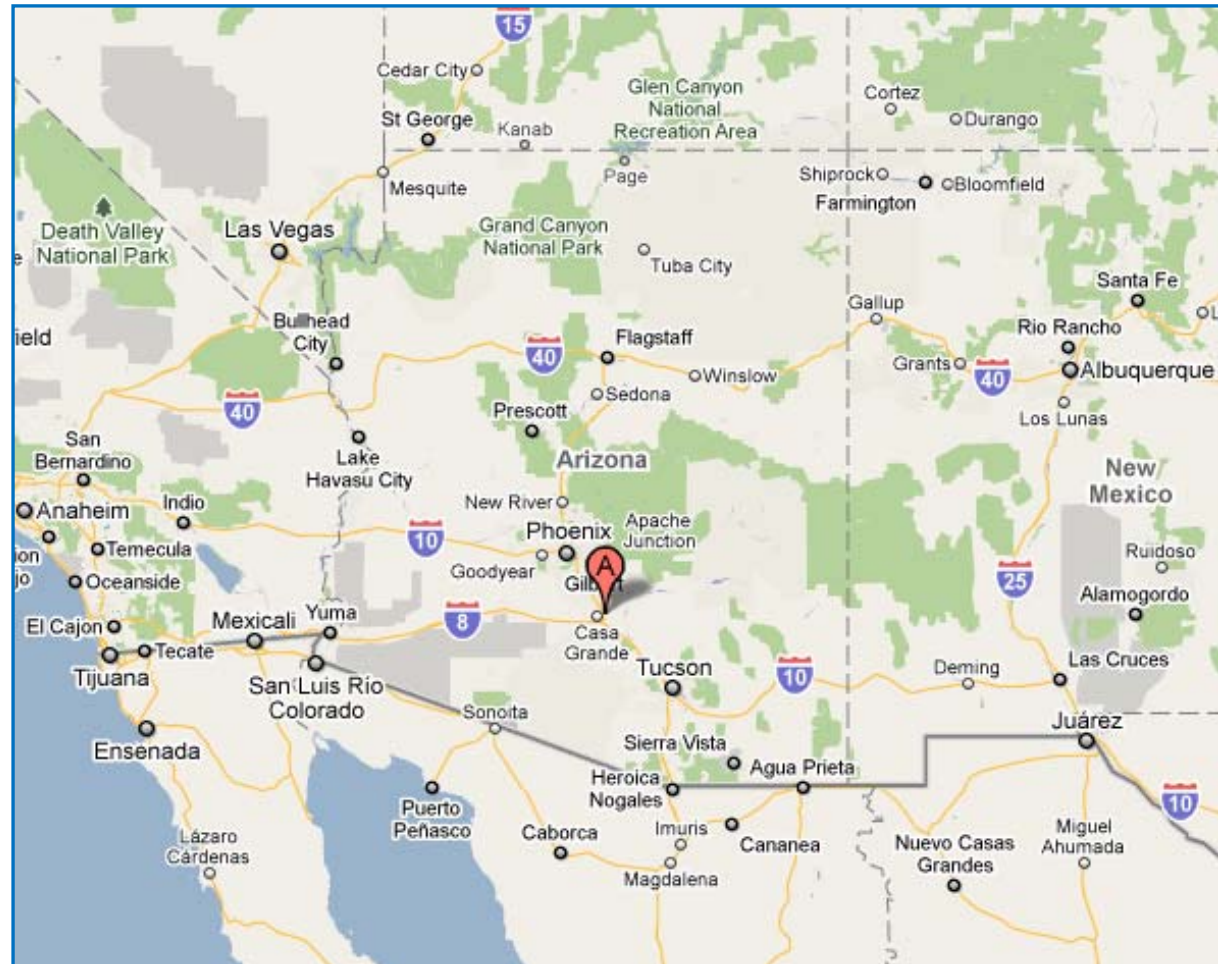 15
Cedar City
Glen Canyon
National
Recreation Area
Cortez
Durango
St George
Kanab
Page
Shiprock
Farmington
Bloomfield
Mesquite
Death Valley
National Park
Las Vegas
Grand Canyon
National Park
Tuba City
Santa Fe
Gallup
Rio Rancho
Bullhead
City
40
Flagstaff
Winslow
Grants
40
Albuquerque
ield
40
Sedona
Los Lunas
Prescott
San
Bernardino
Lake
Havasu City
Arizona
New
Mexico
Anaheim
Indio
New River
10
Phoenix
Apache
Junction
Temecula
Goodyear
Ruidoso
ion
jo
Oceanside
A
25
Alamogordo
El Cajon
Mexicali
Yuma
8
Casa
Grande
Tecate
Tijuana
San Luis Río
Colorado
Tucson
10
Deming
Las Cruces
Sonoita
Juárez
Ensenada
Sierra Vista
Agua Prieta
Heroica
Nogales
10
Puerto
Peñasco
Lázaro
Cárdenas
Caborca
Imuris
Cananea
Magdalena
Nuevo Casas
Grandes
Miguel
Ahumada